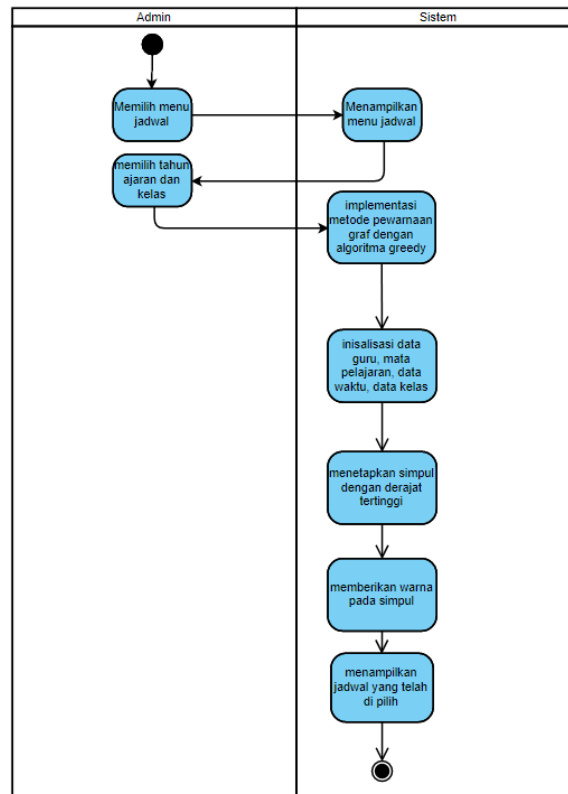 Admin
Sistem
Memilih menu
jadwal
Menampilkan
menu jadwal
memilih tahun
ajaran dan
kelas
implementasi
metode pewarnaan
graf dengan
algoritma greedy
inisalisasi data
guru, mata
pelajaran, data
waktu, data kelas
menetapkan simpul
dengan derajat
tertinggi
memberikan warna
pada simpul
menampilkan
jadwal yang telah
di pilih